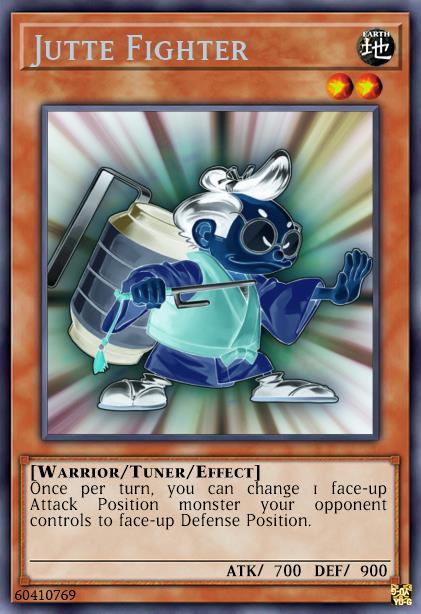 Jutte Fighter
EARTH
地
[Warrior/Tuner/Effect]
Once per turn, you can change 1 face-up
Attack Position monster your opponent
controls to face-up Defense Position.
ATK/ 700 DEF/ 900
60410769